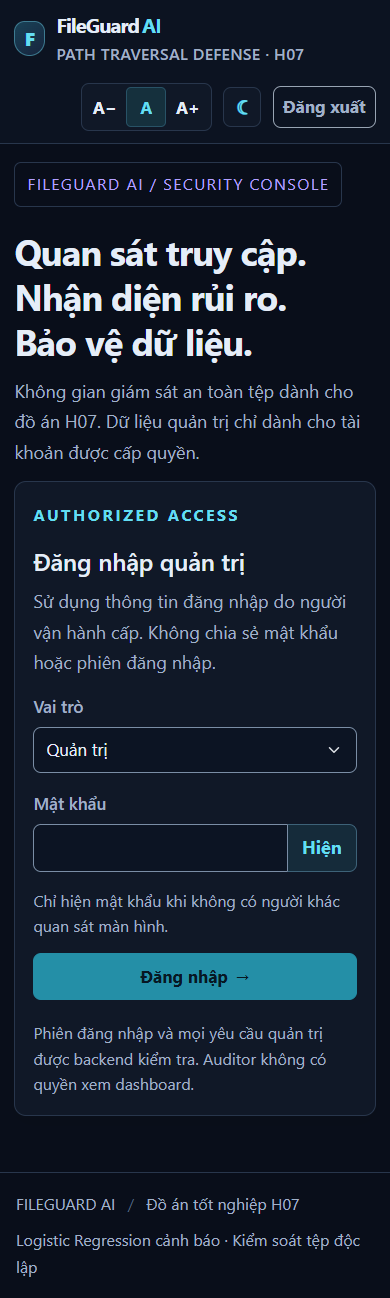 F
FileGuard AI
PATH TRAVERSAL DEFENSE · H07
A− A A+ Đăng xuất
FILEGUARD AI / SECURITY CONSOLE
Quan sát truy cập.
Nhận diện rủi ro.
Bảo vệ dữ liệu.
Không gian giám sát an toàn tệp dành cho
đồ án H07. Dữ liệu quản trị chỉ dành cho tài
khoản được cấp quyền.
AUTHORIZED ACCESS
Đăng nhập quản trị
Sử dụng thông tin đăng nhập do người
vận hành cấp. Không chia sẻ mật khẩu
hoặc phiên đăng nhập.
Vai trò
Quản trị
Mật khẩu
Hiện
Chỉ hiện mật khẩu khi không có người khác
quan sát màn hình.
Đăng nhập →
Phiên đăng nhập và mọi yêu cầu quản trị
được backend kiểm tra. Auditor không có
quyền xem dashboard.
FILEGUARD AI / Đồ án tốt nghiệp H07
Logistic Regression cảnh báo · Kiểm soát tệp độc
lập